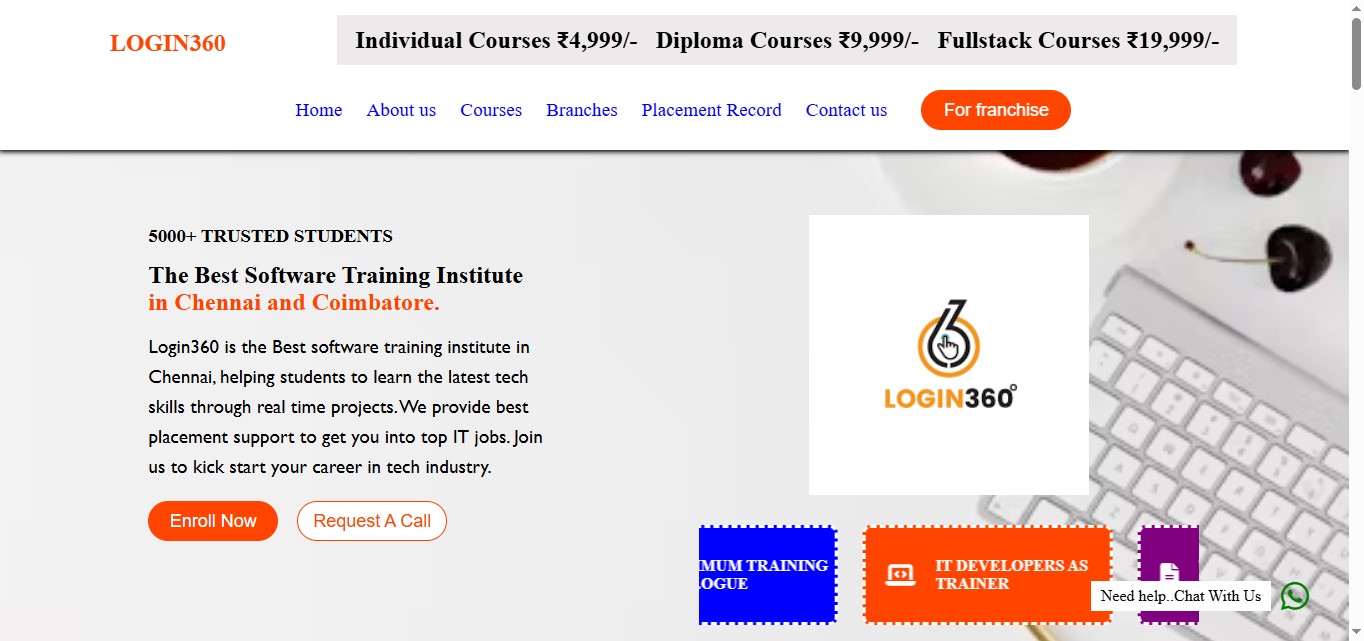 LOGIN360
Individual Courses ₹4,999/- Diploma Courses ₹9,999/- Fullstack Courses ₹19,999/-
Home About us Courses Branches Placement Record Contact us For franchise
5000+ TRUSTED STUDENTS
The Best Software Training Institute
in Chennai and Coimbatore.
Login360 is the Best software training institute in
Chennai, helping students to learn the latest tech
skills through real time projects. We provide best
placement support to get you into top IT jobs. Join
us to kick start your career in tech industry.
Enroll Now Request A Call
LOGIN360
TRAINING
IT DEVELOPERS AS
TRAINER
Need help..Chat With Us